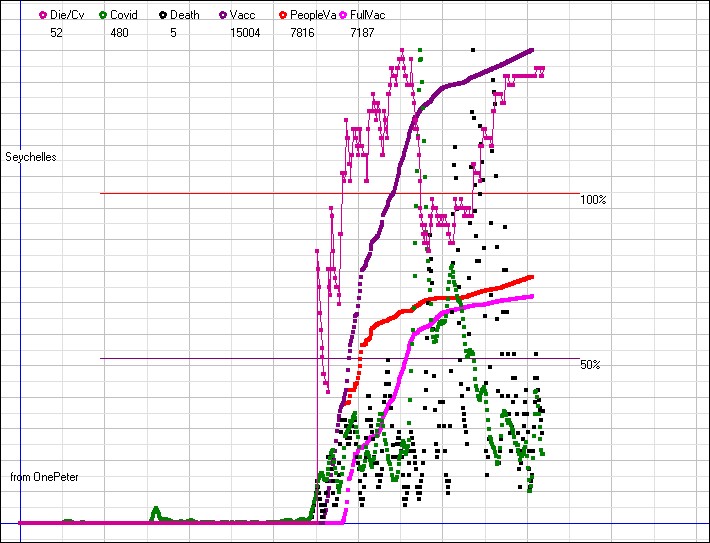 Die/Cv Covid Death Vacc PeopleVa FullVac
52 480 5 15004 7816 7187
Seychelles
100%
50%
from OnePeter